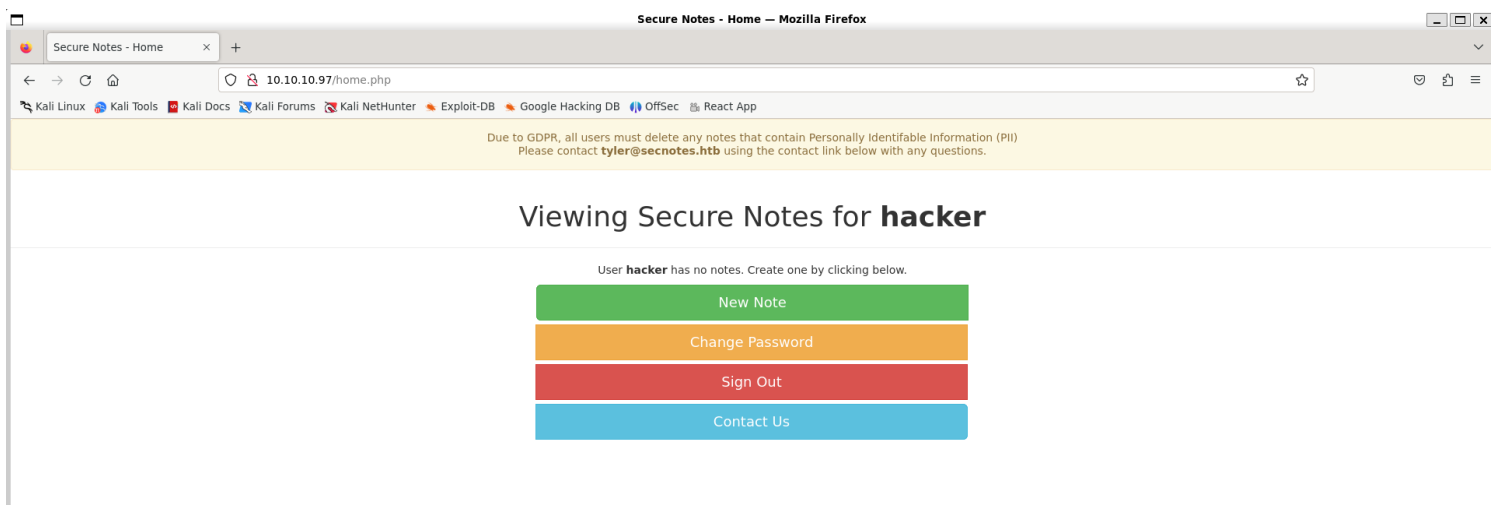 Secure Notes - Home — Mozilla Firefox
Secure Notes - Home
10.10.10.97/home.php
Kali Linux Kali Tools Kali Docs Kali Forums Kali NetHunter Exploit-DB Google Hacking DB OffSec React App
Due to GDPR, all users must delete any notes that contain Personally Identifable Information (PII)
Please contact tyler@secnotes.htb using the contact link below with any questions.
Viewing Secure Notes for hacker
User hacker has no notes. Create one by clicking below.
New Note
Change Password
Sign Out
Contact Us